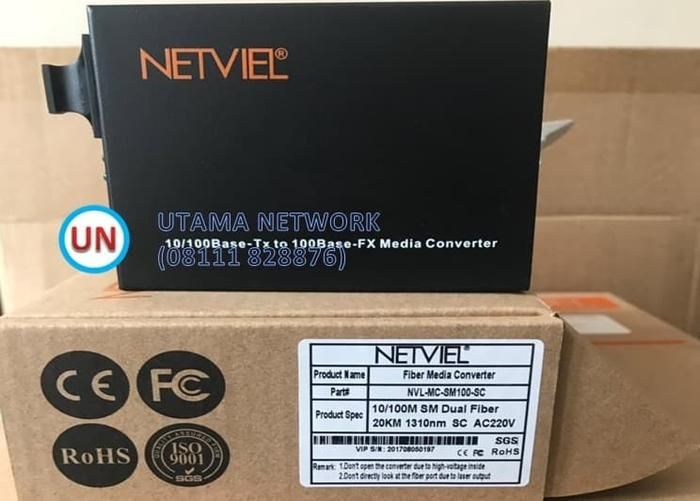 NETVIEL®
UN
UTAMA NETWORK
10/100Base-Tx to 100Base-FX Media Converter
(08111 828876)
CE FC
RoHS
ISO
9001
SGS
NETVIEL®
Product Name Fiber Media Converter
Part# NVL-MC-SM100-SC
Product Spec 10/100M SM Dual Fiber
20KM 1310nm SC AC220V
VIP S/N: 201708050197
SGS
CE FC RoHS
Remark: 1.Don't open the converter due to high-voltage inside
2.Don't directly look at the fiber port due to laser output